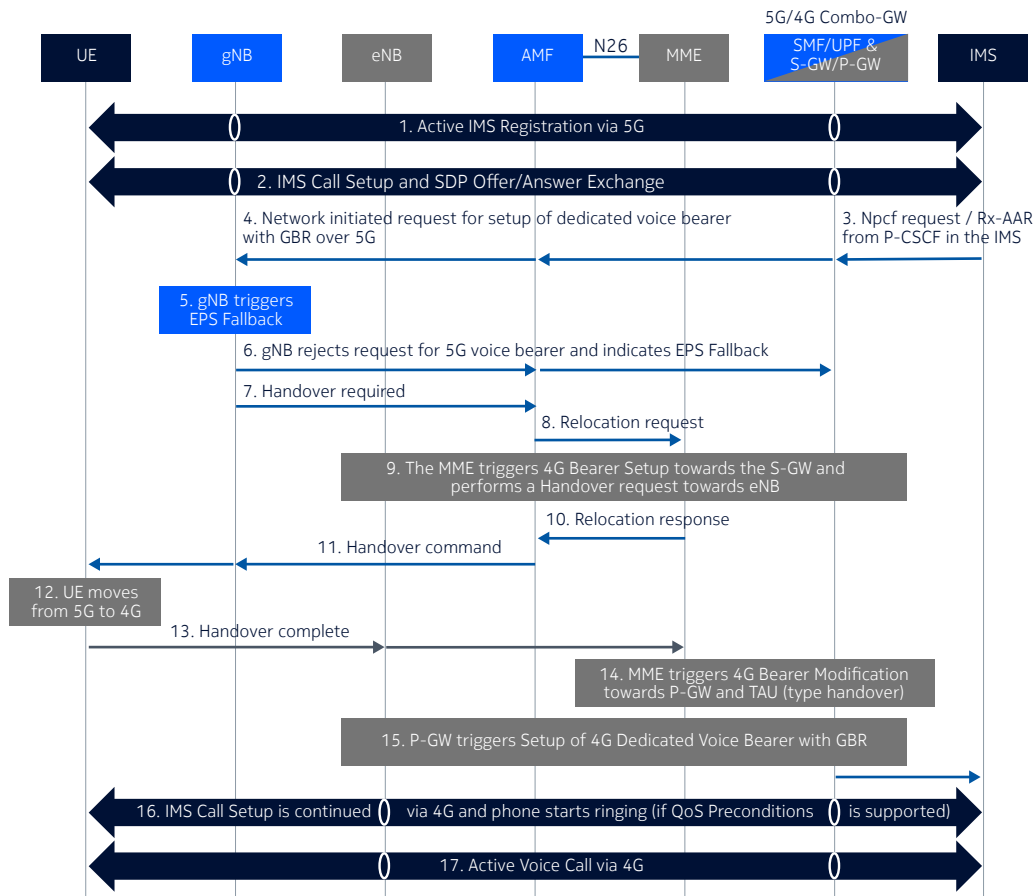 5G/4G Combo-GW
UE
gNB
eNB
AMF
N26
MME
SMF/UPF &
S-GW/P-GW
IMS
1. Active IMS Registration via 5G
2. IMS Call Setup and SDP Offer/Answer Exchange
4. Network initiated request for setup of dedicated voice bearer
with GBR over 5G
3. Npcf request / Rx-AAR
from P-CSCF in the IMS
5. gNB triggers
EPS Fallback
6. gNB rejects request for 5G voice bearer and indicates EPS Fallback
7. Handover required
8. Relocation request
9. The MME triggers 4G Bearer Setup towards the S-GW and
performs a Handover request towards eNB
10. Relocation response
11. Handover command
12. UE moves
from 5G to 4G
13. Handover complete
14. MME triggers 4G Bearer Modification
towards P-GW and TAU (type handover)
15. P-GW triggers Setup of 4G Dedicated Voice Bearer with GBR
16. IMS Call Setup is continued via 4G and phone starts ringing (if QoS Preconditions is supported)
17. Active Voice Call via 4G